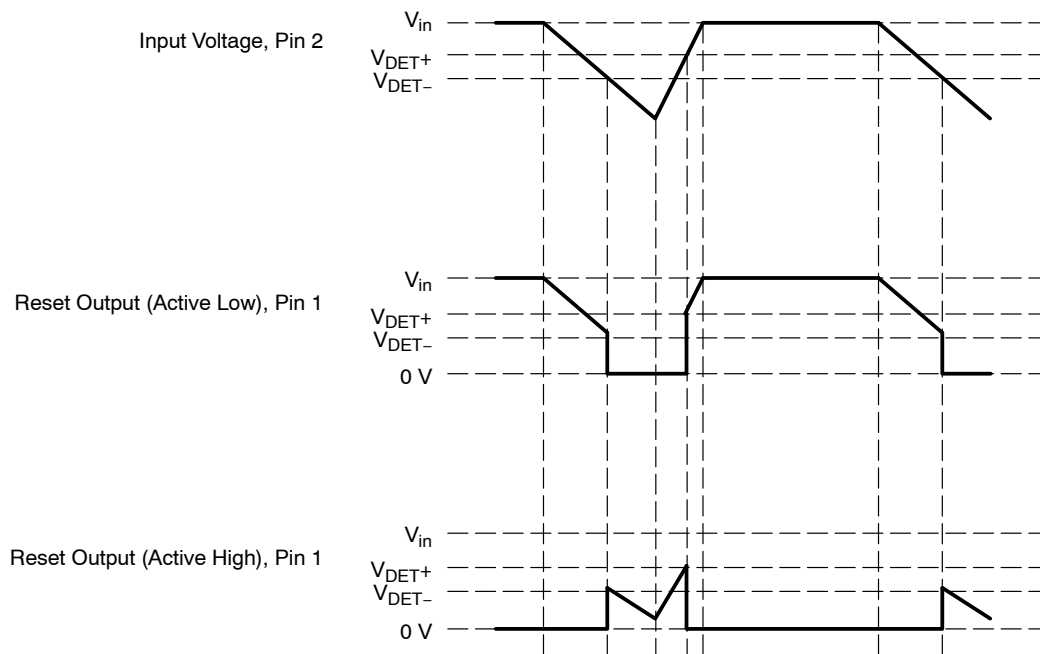 V_in
Input Voltage, Pin 2
V_DET+
V_DET–
V_in
Reset Output (Active Low), Pin 1
V_DET+
V_DET–
0 V
V_in
Reset Output (Active High), Pin 1
V_DET+
V_DET–
0 V